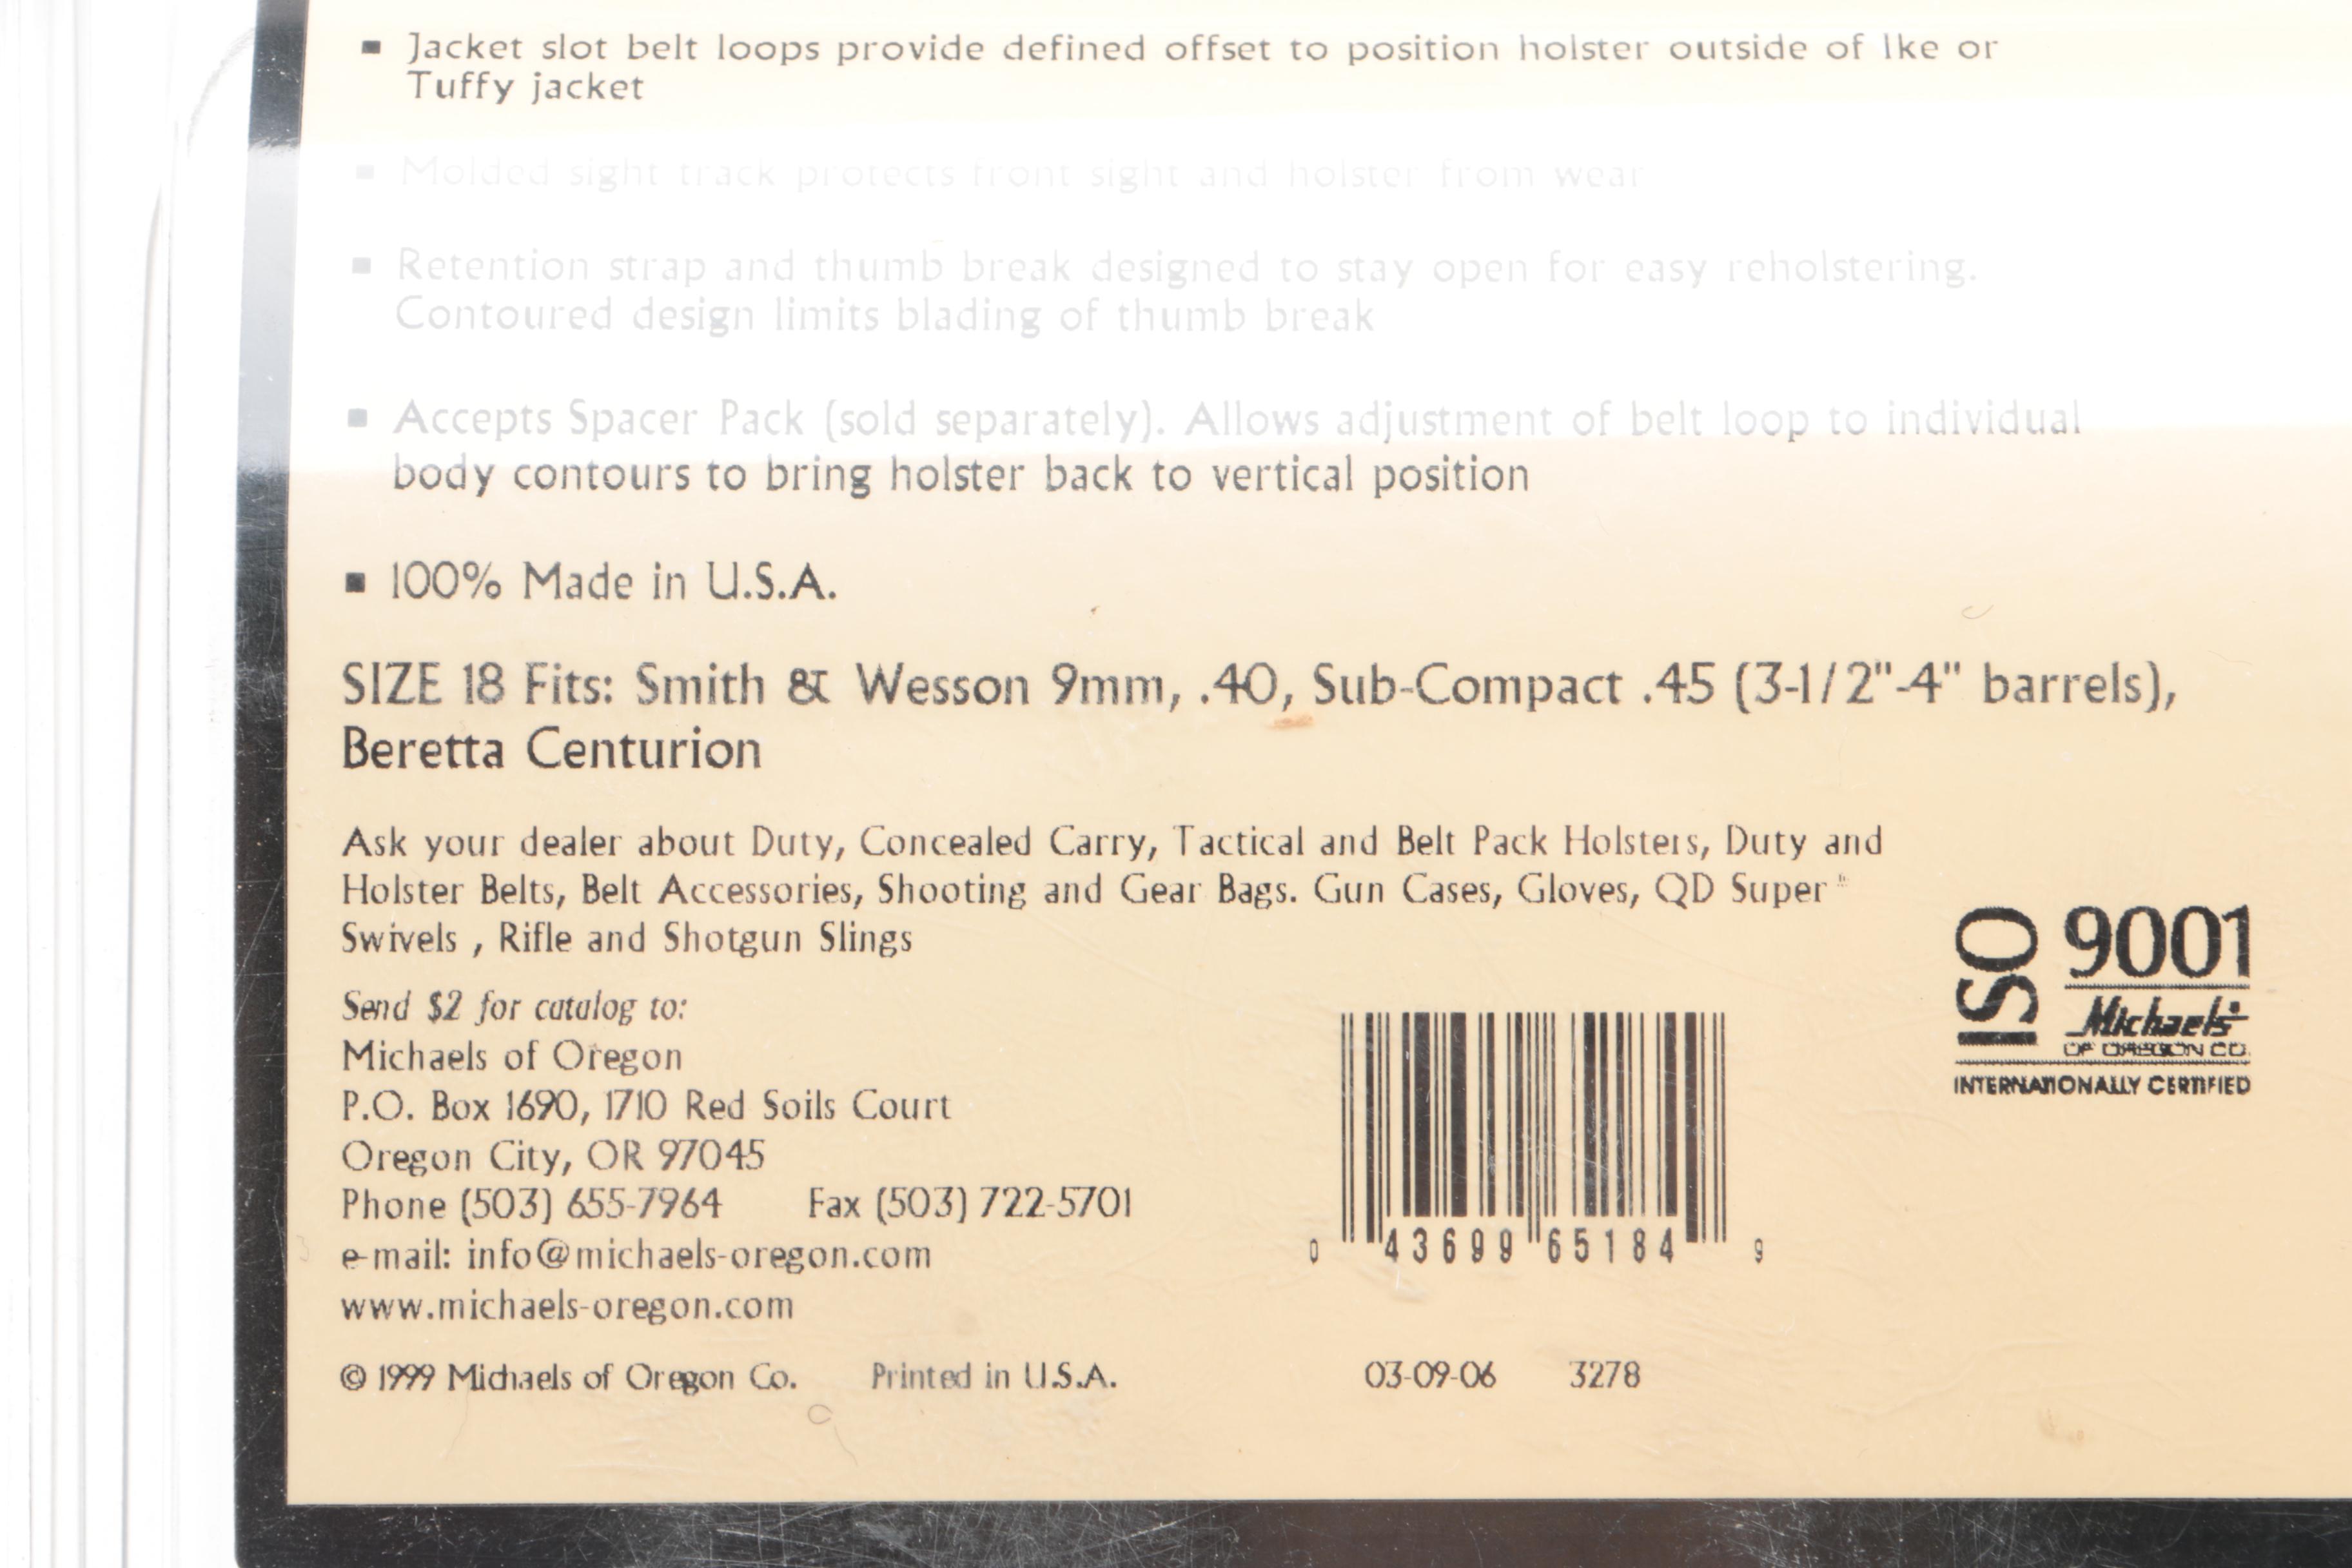 ▪ Jacket slot belt loops provide defined offset to position holster outside of Ike or
Tuffy jacket
▪ Molded sight track protects front sight and holster from wear
▪ Retention strap and thumb break designed to stay open for easy reholstering.
Contoured design limits blading of thumb break
▪ Accepts Spacer Pack (sold separately). Allows adjustment of belt loop to individual
body contours to bring holster back to vertical position
▪ 100% Made in U.S.A.
SIZE 18 Fits: Smith & Wesson 9mm, .40, Sub-Compact .45 (3-1/2"-4" barrels),
Beretta Centurion
Ask your dealer about Duty, Concealed Carry, Tactical and Belt Pack Holsters, Duty and
Holster Belts, Belt Accessories, Shooting and Gear Bags. Gun Cases, Gloves, QD Super™
Swivels , Rifle and Shotgun Slings
Send $2 for catalog to:
Michaels of Oregon
P.O. Box 1690, 1710 Red Soils Court
Oregon City, OR 97045
Phone (503) 655-7964 Fax (503) 722-5701
e-mail: info@michaels-oregon.com
www.michaels-oregon.com
© 1999 Michaels of Oregon Co. Printed in U.S.A.
0 43699 65184 9
03-09-06 3278
ISO 9001
Michaels®
OF OREGON CO.
INTERNATIONALLY CERTIFIED